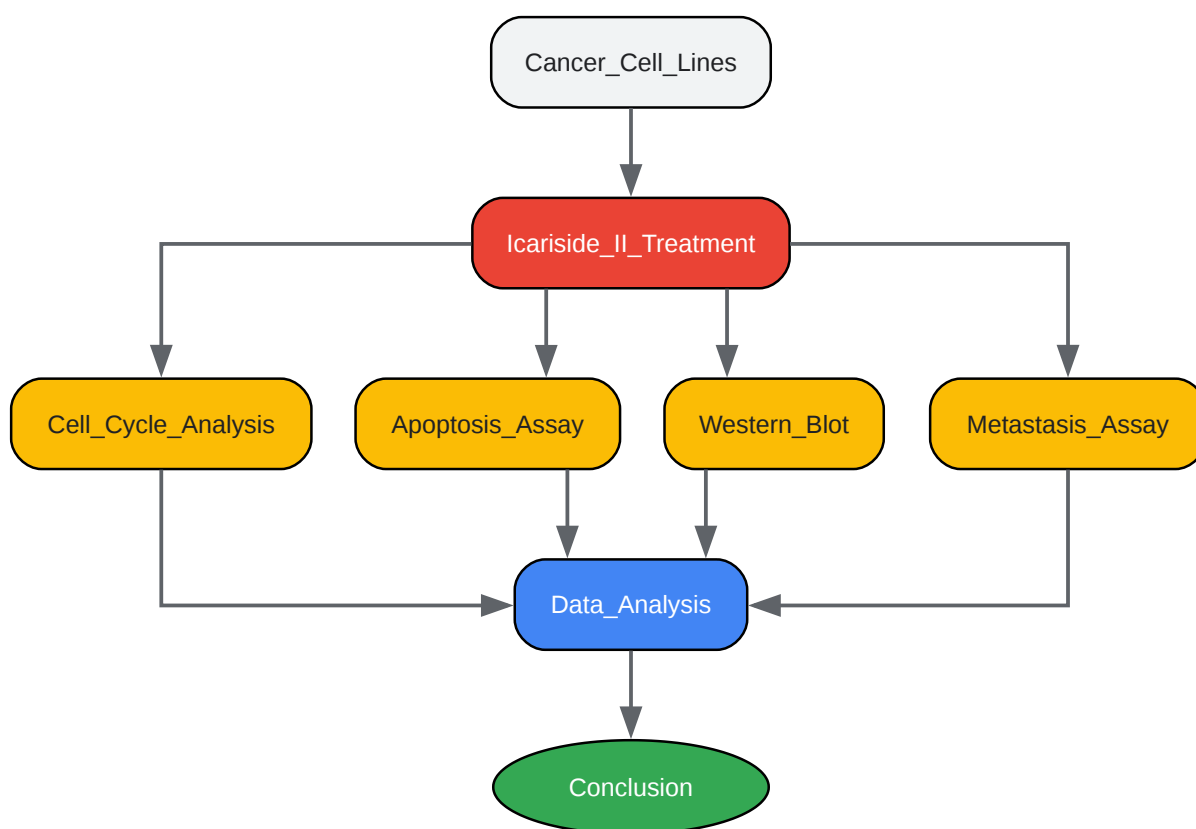 Cancer_Cell_Lines
Icariside_II_Treatment
Cell_Cycle_Analysis
Apoptosis_Assay
Western_Blot
Metastasis_Assay
Data_Analysis
Conclusion